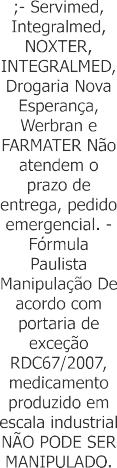 ;- Servimed,
Integralmed,
NOXTER,
INTEGRALMED,
Drogaria Nova
Esperança,
Werbran e
FARMATER Não
atendem o
prazo de
entrega, pedido
emergencial. -
Fórmula
Paulista
Manipulação De
acordo com
portaria de
exceção
RDC67/2007,
medicamento
produzido em
escala industrial
NÃO PODE SER
MANIPULADO.